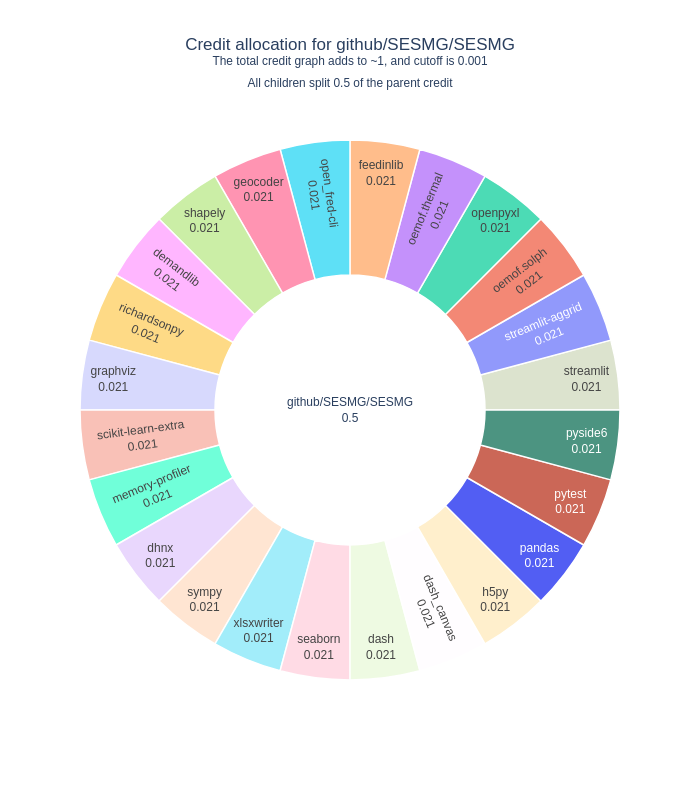 Credit allocation for github/SESMG/SESMG
The total credit graph adds to ~1, and cutoff is 0.001
All children split 0.5 of the parent credit
feedinlib
0.021
oemof.thermal
0.021
openpyxl
0.021
oemof.solph
0.021
streamlit-aggrid
0.021
streamlit
0.021
pyside6
0.021
pytest
0.021
pandas
0.021
h5py
0.021
dash_canvas
0.021
dash
0.021
seaborn
0.021
xlsxwriter
0.021
sympy
0.021
dhnx
0.021
memory-profiler
0.021
scikit-learn-extra
0.021
graphviz
0.021
richardsonpy
0.021
demandlib
0.021
shapely
0.021
geocoder
0.021
open_fred-cli
0.021
github/SESMG/SESMG
0.5